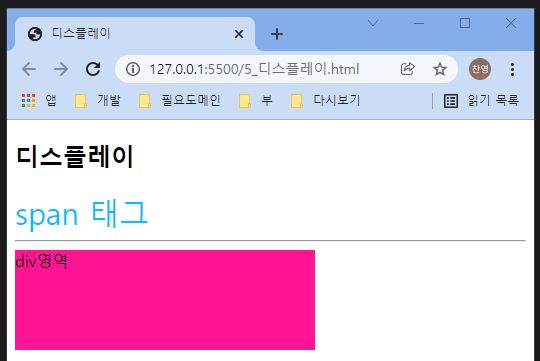 디스플레이
127.0.0.1:5500/5_디스플레이.html
찬영
앱 개발 필요도메인 부 다시보기 읽기 목록
디스플레이
span 태그
div영역